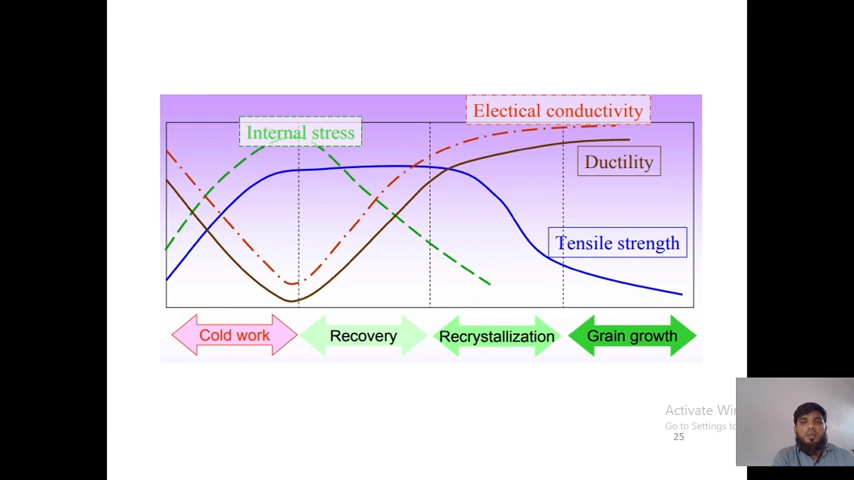 Electical conductivity
Internal stress
Ductility
Tensile strength
Cold work
Recovery
Recrystallization
Grain growth
Activate Wi
Go to Settings to
25